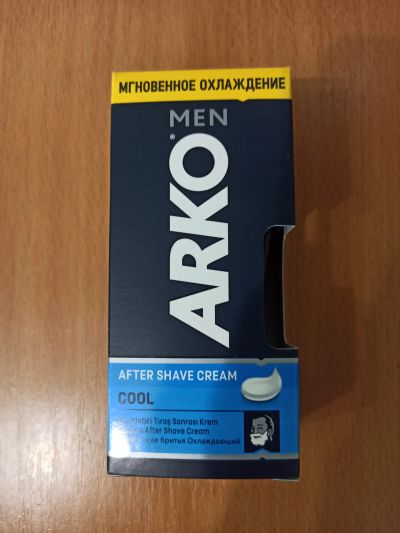 МГНОВЕННОЕ ОХЛАЖДЕНИЕ
MEN
ARKO®
AFTER SHAVE CREAM
COOL
Tıraş Sonrası Krem
After Shave Cream
бритья Охлаждающий